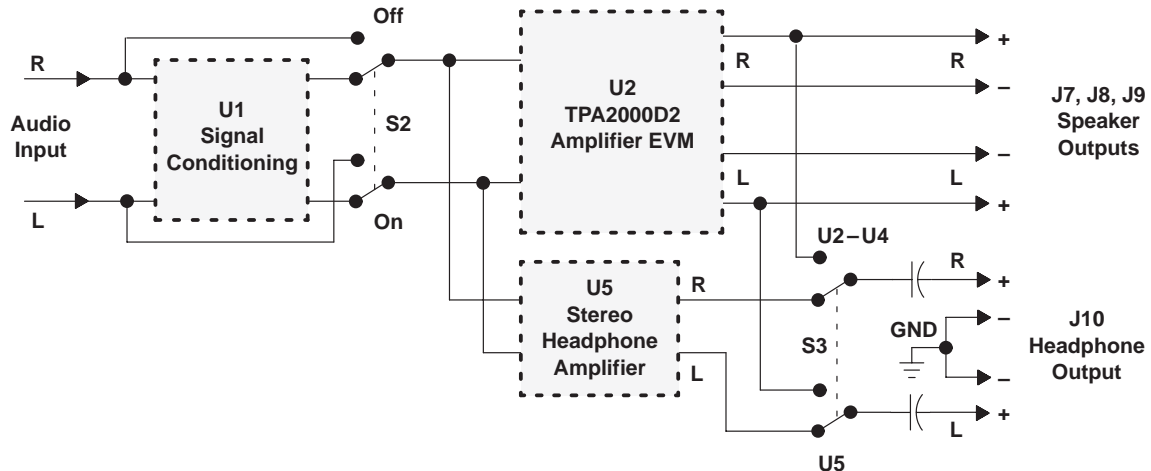 Off
R
Audio
Input
L
U1
Signal
Conditioning
S2
On
U2
TPA2000D2
Amplifier EVM
R
L
R
+
–
–
L
+
J7, J8, J9
Speaker
Outputs
U5
Stereo
Headphone
Amplifier
R
L
U2–U4
S3
U5
GND
R
+
–
–
+
L
J10
Headphone
Output